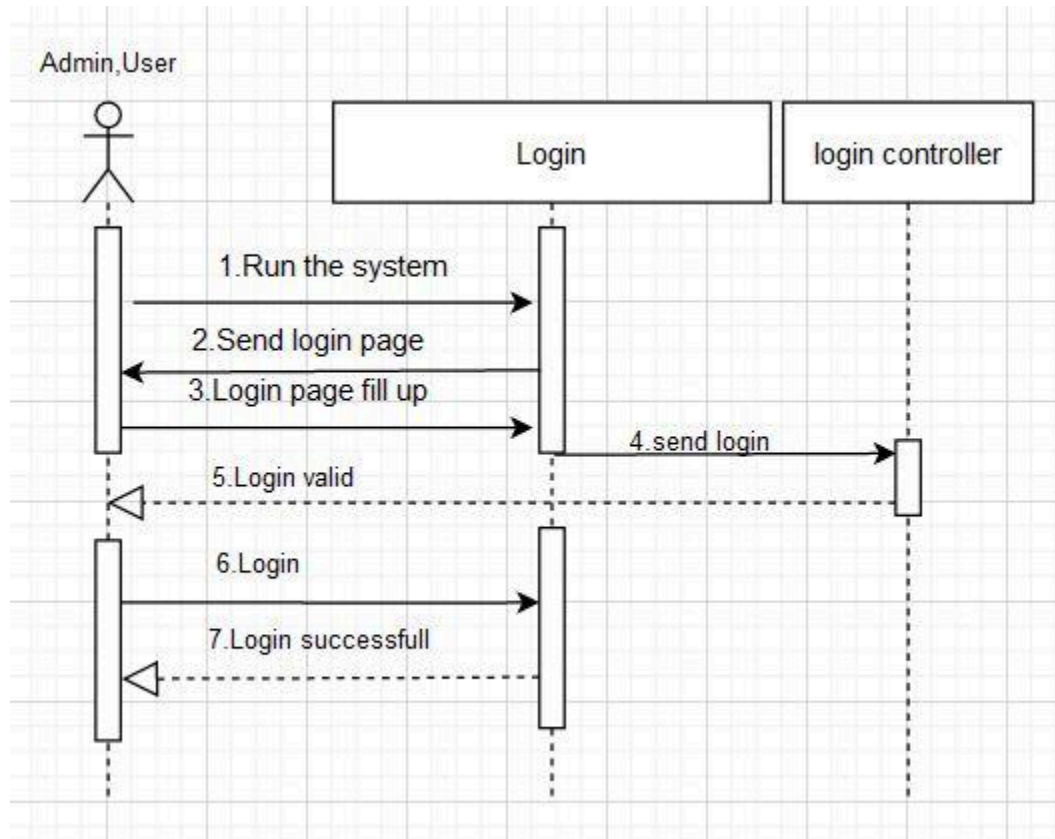 Admin,User
Login
login controller
1.Run the system
2.Send login page
3.Login page fill up
4.send login
5.Login valid
6.Login
7.Login successfull